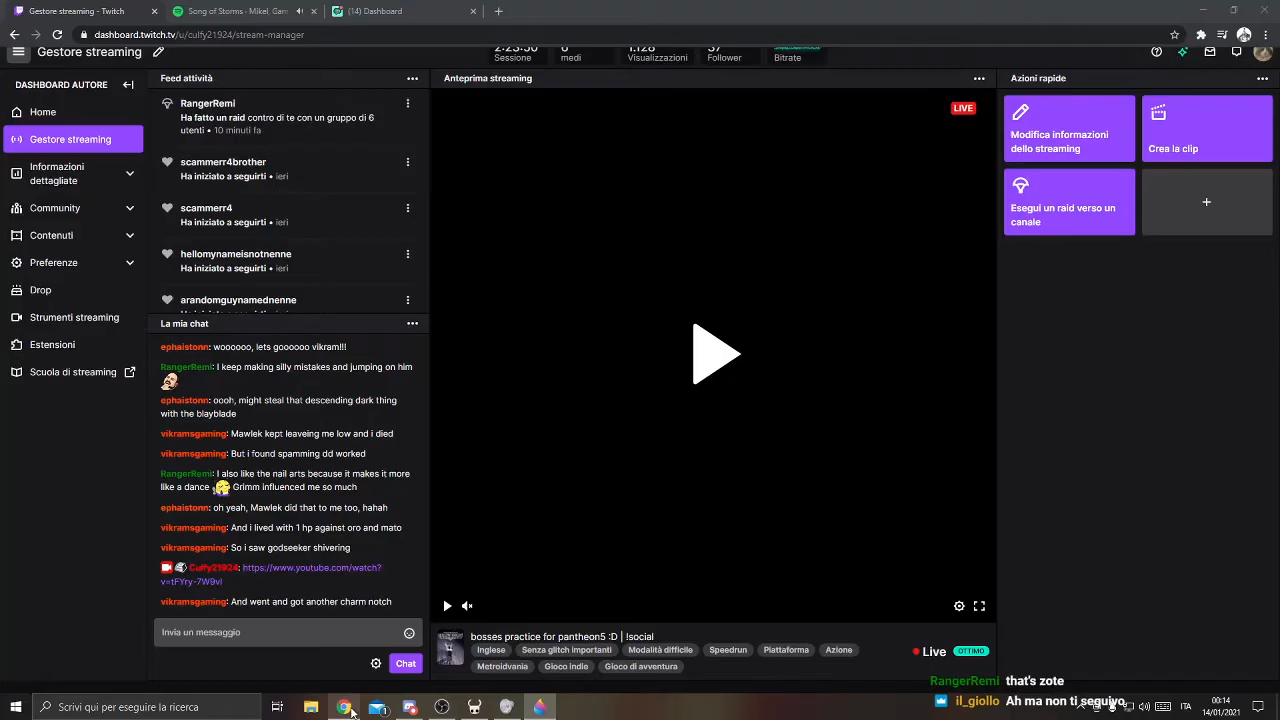 Gestore streaming - Twitch
Song of Storms - Mikel, Gam
(14) Dashboard
dashboard.twitch.tv/u/cuffy21924/stream-manager
Gestore streaming
2:23:50
6
1.128
37
Sessione
medi
Visualizzazioni
Follower
Bitrate
DASHBOARD AUTORE
Home
Gestore streaming
Informazioni
dettagliate
Community
Contenuti
Preferenze
Drop
Strumenti streaming
Estensioni
Scuola di streaming
Feed attività
RangerRemi
Ha fatto un raid contro di te con un gruppo di 6
utenti • 10 minuti fa
scammerr4brother
Ha iniziato a seguirti • ieri
scammerr4
Ha iniziato a seguirti • ieri
hellomynameisnotnenne
Ha iniziato a seguirti • ieri
arandomguynamednenne
Ha iniziato a seguirti • ieri
La mia chat
ephaistonn: woooooo, lets goooooo vikram!!!
RangerRemi: I keep making silly mistakes and jumping on him
ephaistonn: oooh, might steal that descending dark thing
with the blayblade
vikramsgaming: Mawlek kept leaveing me low and i died
vikramsgaming: But i found spamming dd worked
RangerRemi: I also like the nail arts because it makes it more
like a dance Grimm influenced me so much
ephaistonn: oh yeah, Mawlek did that to me too, hahah
vikramsgaming: And i lived with 1 hp against oro and mato
vikramsgaming: So i saw godseeker shivering
Cuffy21924: https://www.youtube.com/watch?
v=tFYry-7W9vI
vikramsgaming: And went and got another charm notch
Invia un messaggio
Chat
Anteprima streaming
LIVE
bosses practice for pantheon5 :D | !social
Inglese
Senza glitch importanti
Modalità difficile
Speedrun
Piattaforma
Azione
Metroidvania
Gioco indie
Gioco di avventura
Live
OTTIMO
Azioni rapide
Modifica informazioni
dello streaming
Crea la clip
Esegui un raid verso un
canale
RangerRemi that's zote
il_giollo Ah ma non ti seguivo
Scrivi qui per eseguire la ricerca
ITA
00:14
14/01/2021